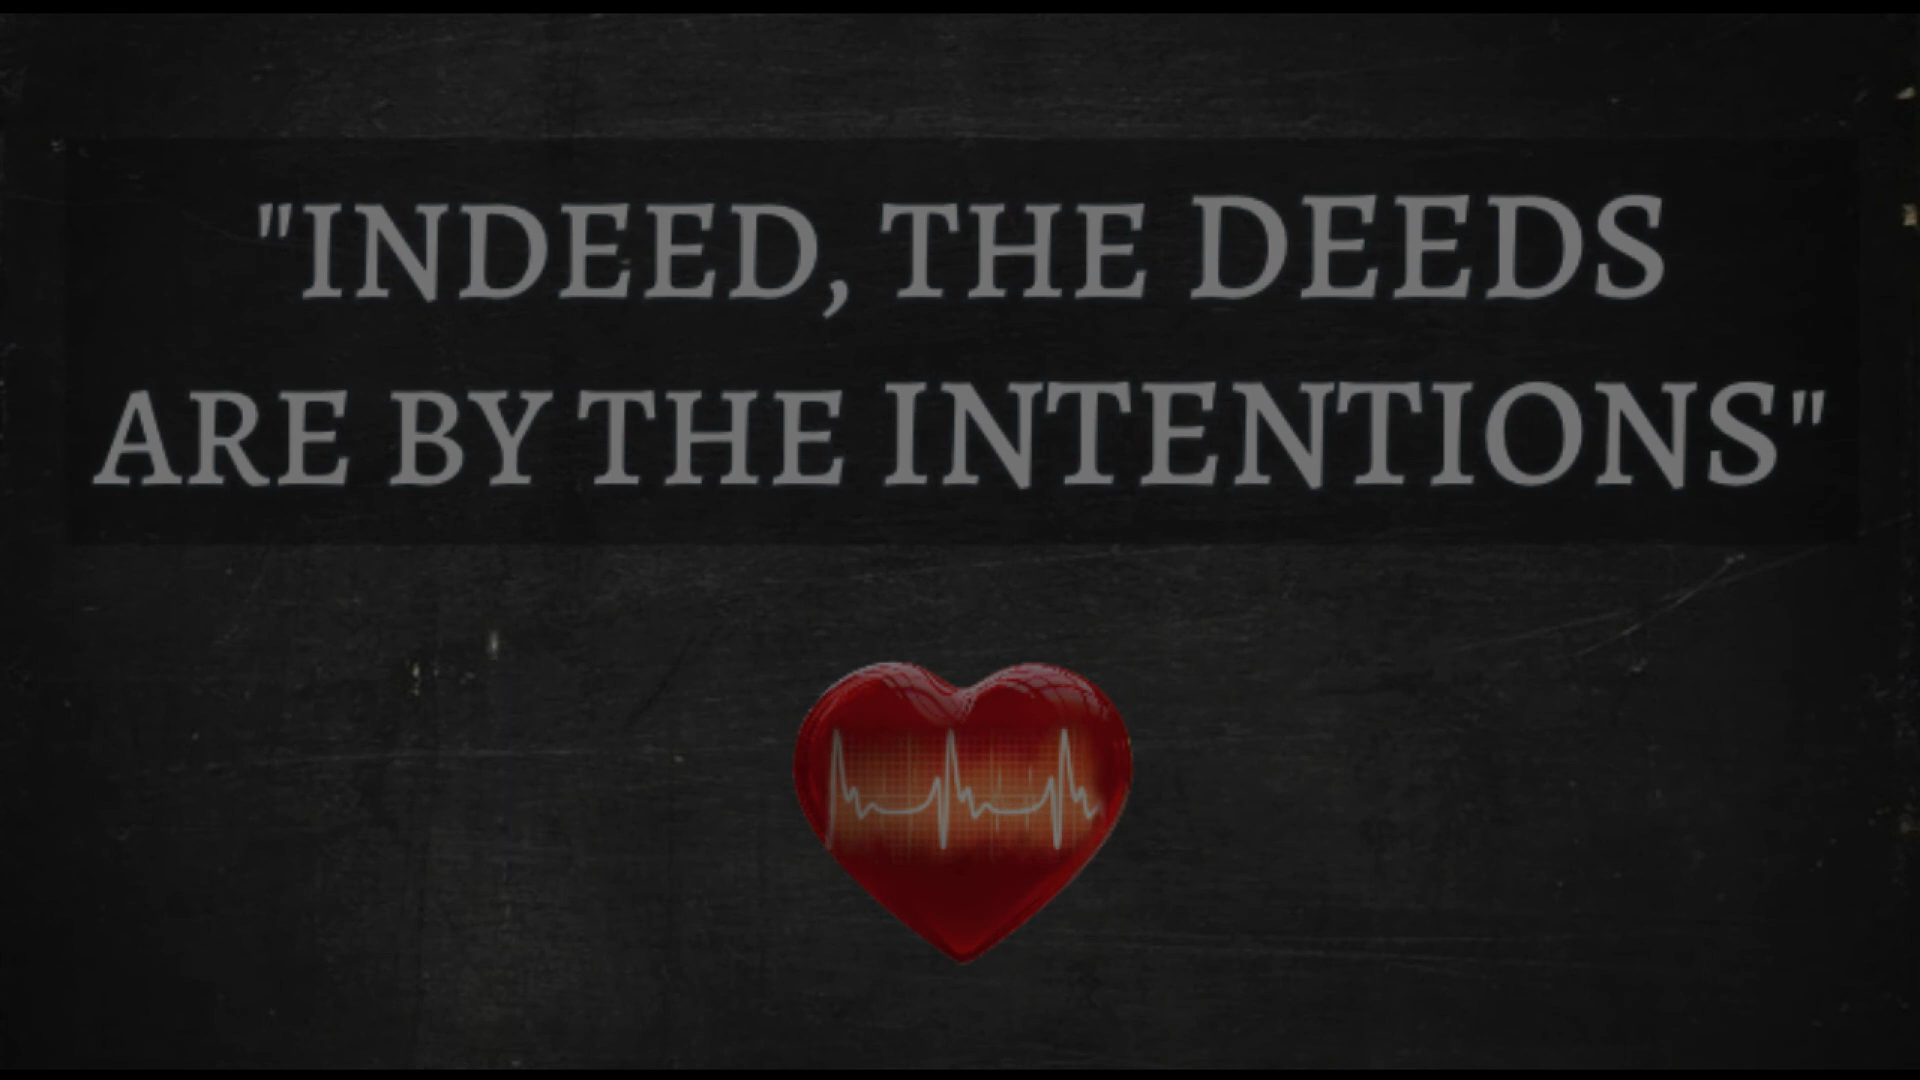 "INDEED, THE DEEDS
ARE BY THE INTENTIONS"